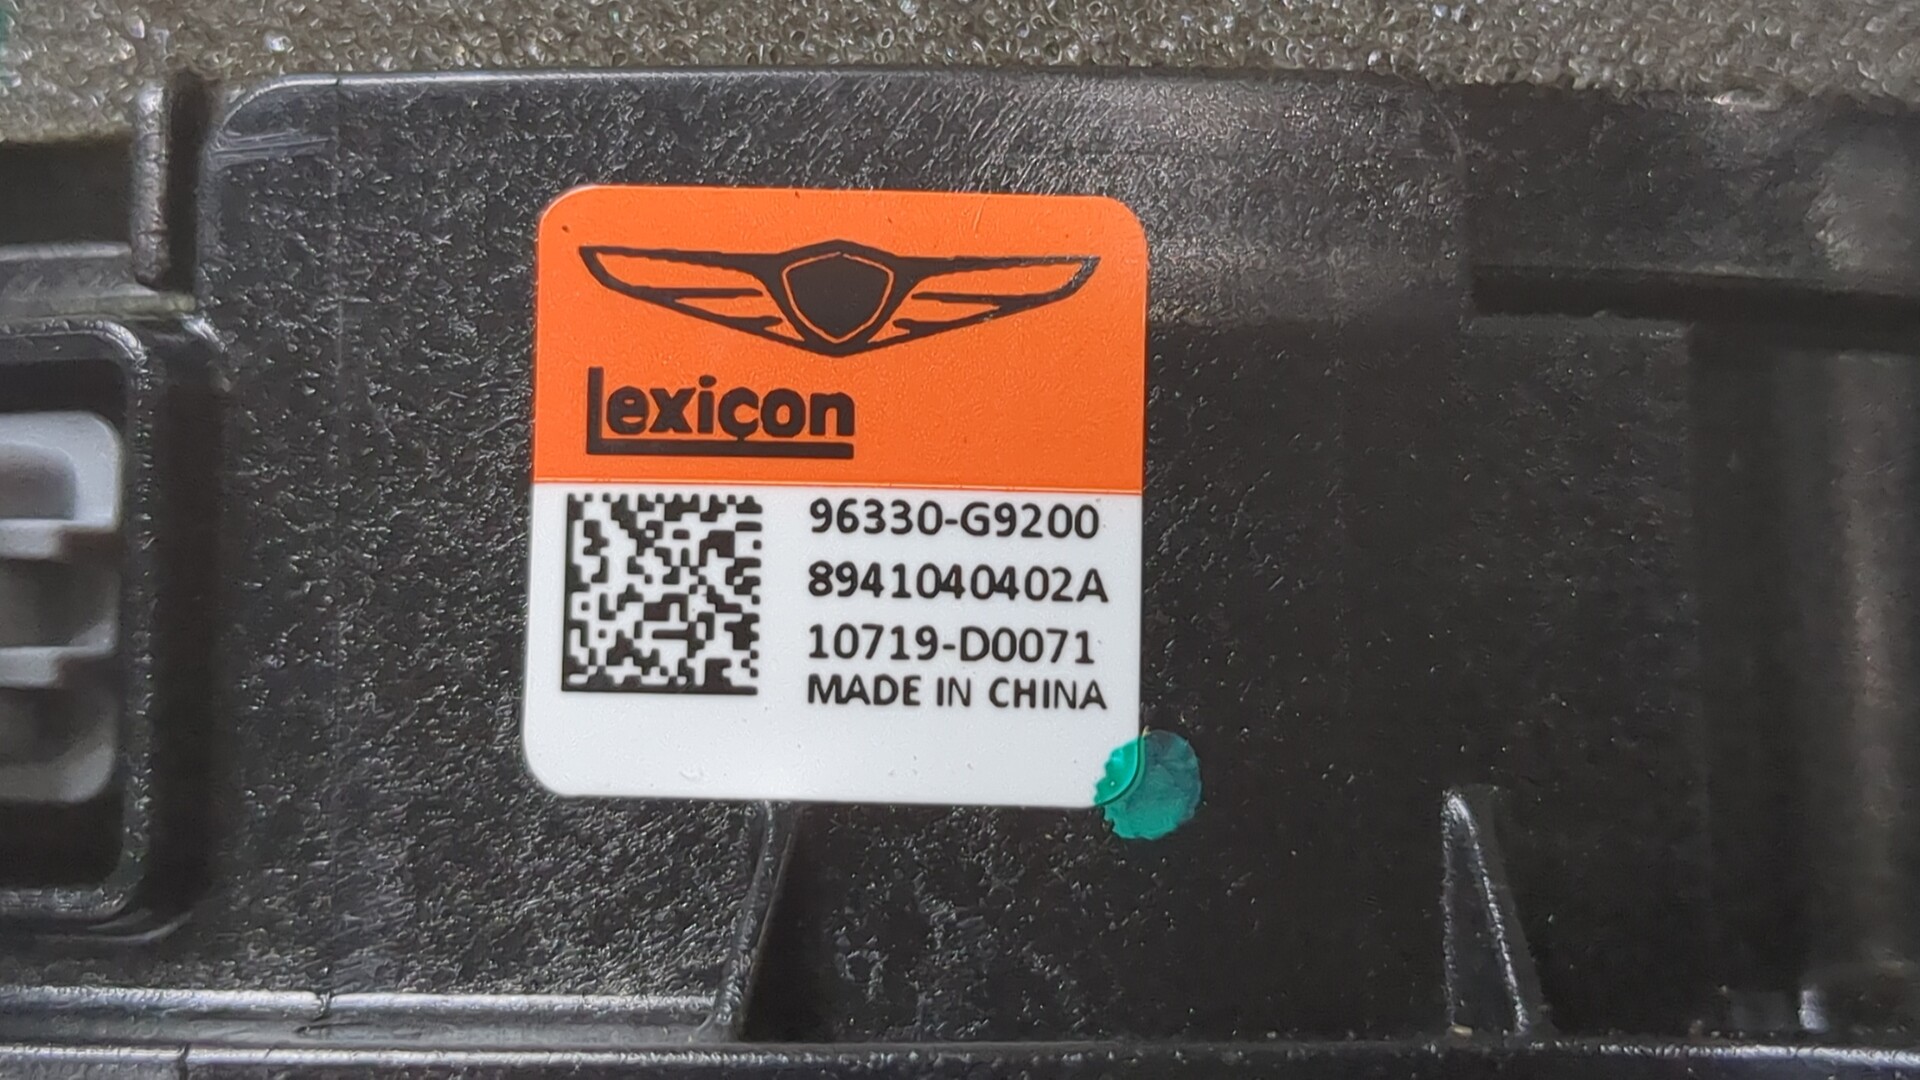 Lexicon
96330-G9200
8941040402A
10719-D0071
MADE IN CHINA